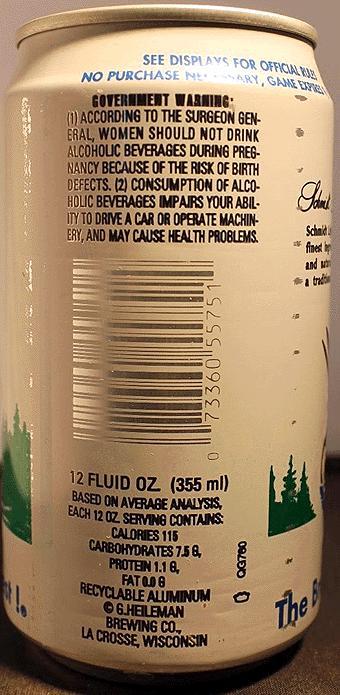 SEE DISPLAYS FOR OFFICIAL RULES
NO PURCHASE NECESSARY, GAME EXPIRES
GOVERNMENT WARNING:
(1) ACCORDING TO THE SURGEON GEN-
ERAL, WOMEN SHOULD NOT DRINK
ALCOHOLIC BEVERAGES DURING PREG-
NANCY BECAUSE OF THE RISK OF BIRTH
DEFECTS. (2) CONSUMPTION OF ALCO-
HOLIC BEVERAGES IMPAIRS YOUR ABIL-
ITY TO DRIVE A CAR OR OPERATE MACHIN-
ERY, AND MAY CAUSE HEALTH PROBLEMS.
0 73360 55751
12 FLUID OZ. (355 ml)
BASED ON AVERAGE ANALYSIS,
EACH 12 OZ. SERVING CONTAINS:
CALORIES 115
CARBOHYDRATES 7.5 G,
PROTEIN 1.1 G,
FAT 0.0 G
RECYCLABLE ALUMINUM
© G.HEILEMAN
BREWING CO.,
LA CROSSE, WISCONSIN
QG760
Schmidt
finest
and
a
The